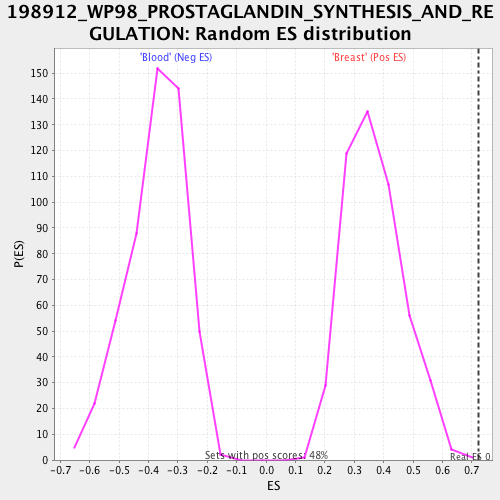 198912_WP98_PROSTAGLANDIN_SYNTHESIS_AND_RE
GULATION: Random ES distribution
'Blood' (Neg ES)
'Breast' (Pos ES)
150
140
130
120
110
100
90
80
70
60
50
40
30
20
10
0
P(ES)
Sets with pos scores: 48%
Real ES 0
-0.7 -0.6 -0.5 -0.4 -0.3 -0.2 -0.1 0.0 0.1 0.2 0.3 0.4 0.5 0.6 0.7
ES